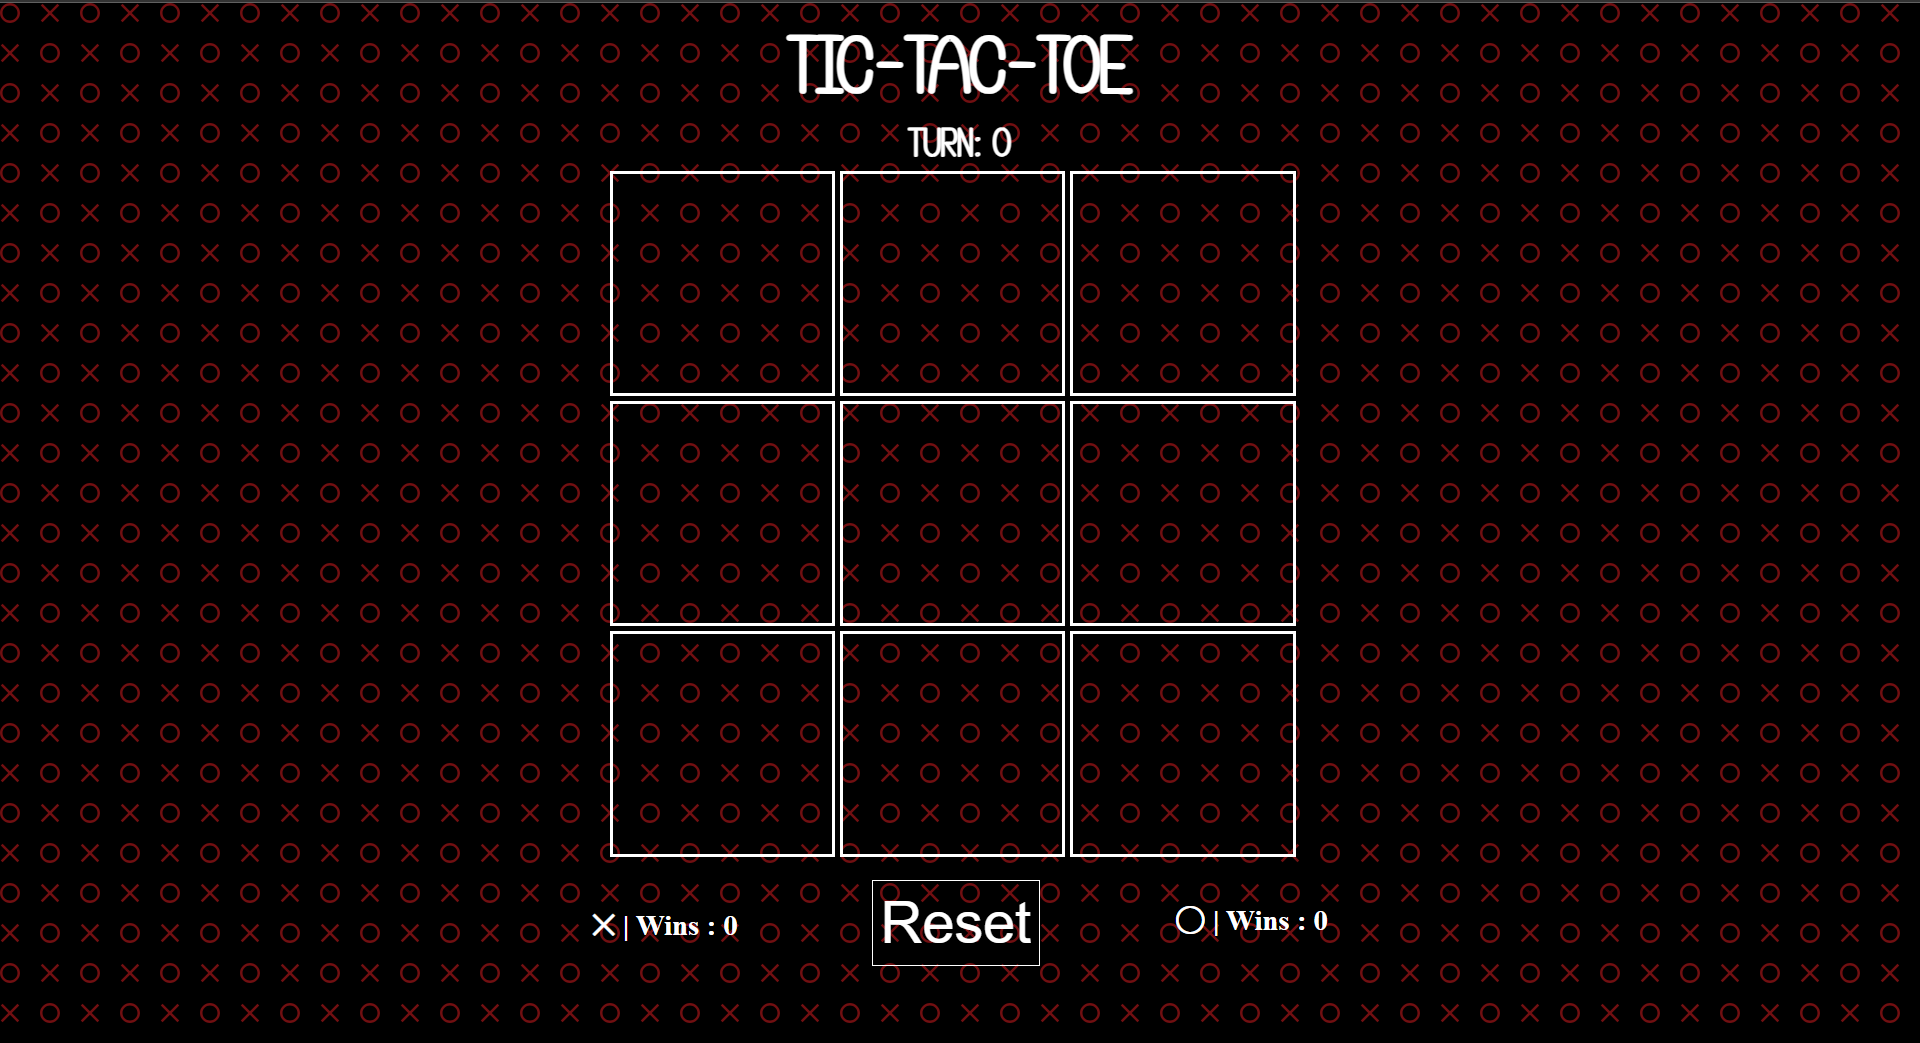 TIC-TAC-TOE
TURN: 0
X | Wins : 0
Reset
O | Wins : 0